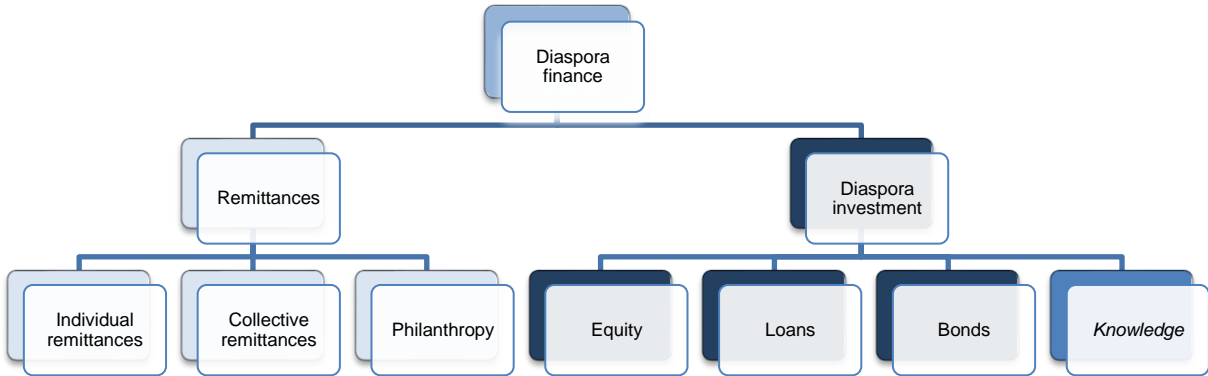 Diaspora
finance
Remittances
Diaspora
investment
Individual
remittances
Collective
remittances
Philanthropy
Equity
Loans
Bonds
Knowledge